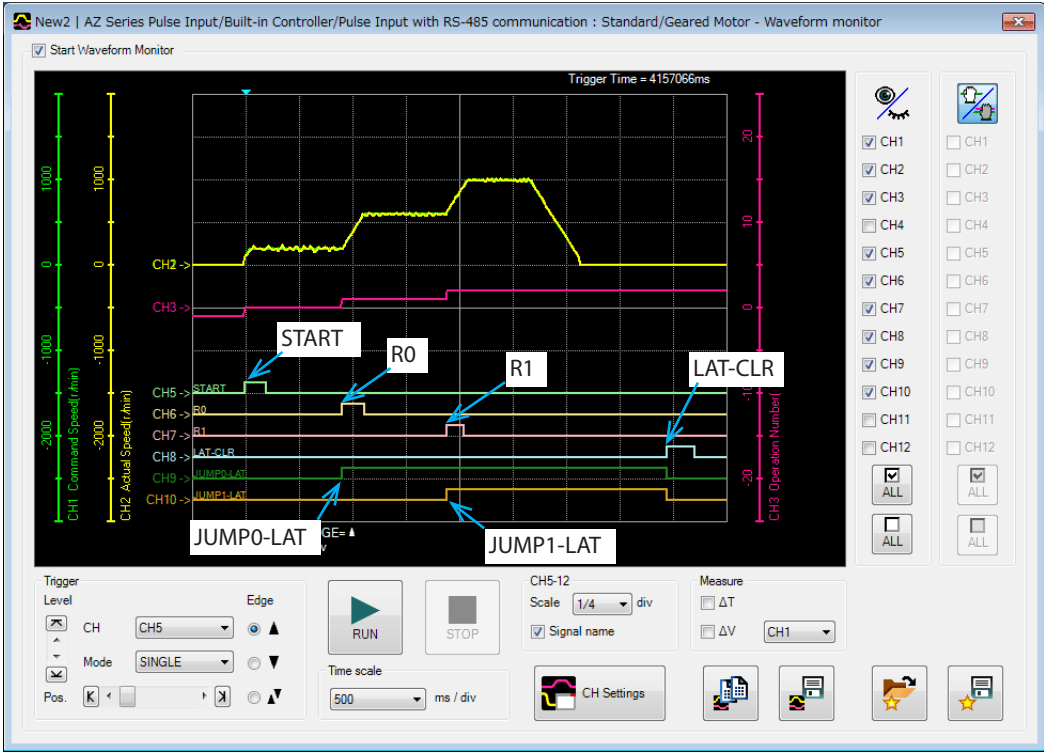 New2 | AZ Series Pulse Input/Built-in Controller/Pulse Input with RS-485 communication : Standard/Geared Motor - Waveform monitor
Start Waveform Monitor
Trigger Time = 4157066ms
CH1 Command Speed[r/min]
1000
0
-1000
-2000
CH2 Actual Speed[r/min]
1000
0
-1000
-2000
CH3 Operation Number[
20
10
0
-10
-20
CH2 ->
CH3 ->
START
R0
R1
LAT-CLR
CH5 -> START
CH6 -> R0
CH7 -> R1
CH8 -> LAT-CLR
CH9 -> JUMP0-LAT
CH10 -> JUMP1-LAT
JUMP0-LAT
JUMP1-LAT
GE=
CH1 CH1
CH2 CH2
CH3 CH3
CH4 CH4
CH5 CH5
CH6 CH6
CH7 CH7
CH8 CH8
CH9 CH9
CH10 CH10
CH11 CH11
CH12 CH12
ALL ALL
ALL ALL
Trigger
Level Edge
CH CH5
Mode SINGLE
Pos.
RUN
STOP
Time scale
500 ms / div
CH5-12
Scale 1/4 div
Signal name
Measure
ΔT
ΔV CH1
CH Settings